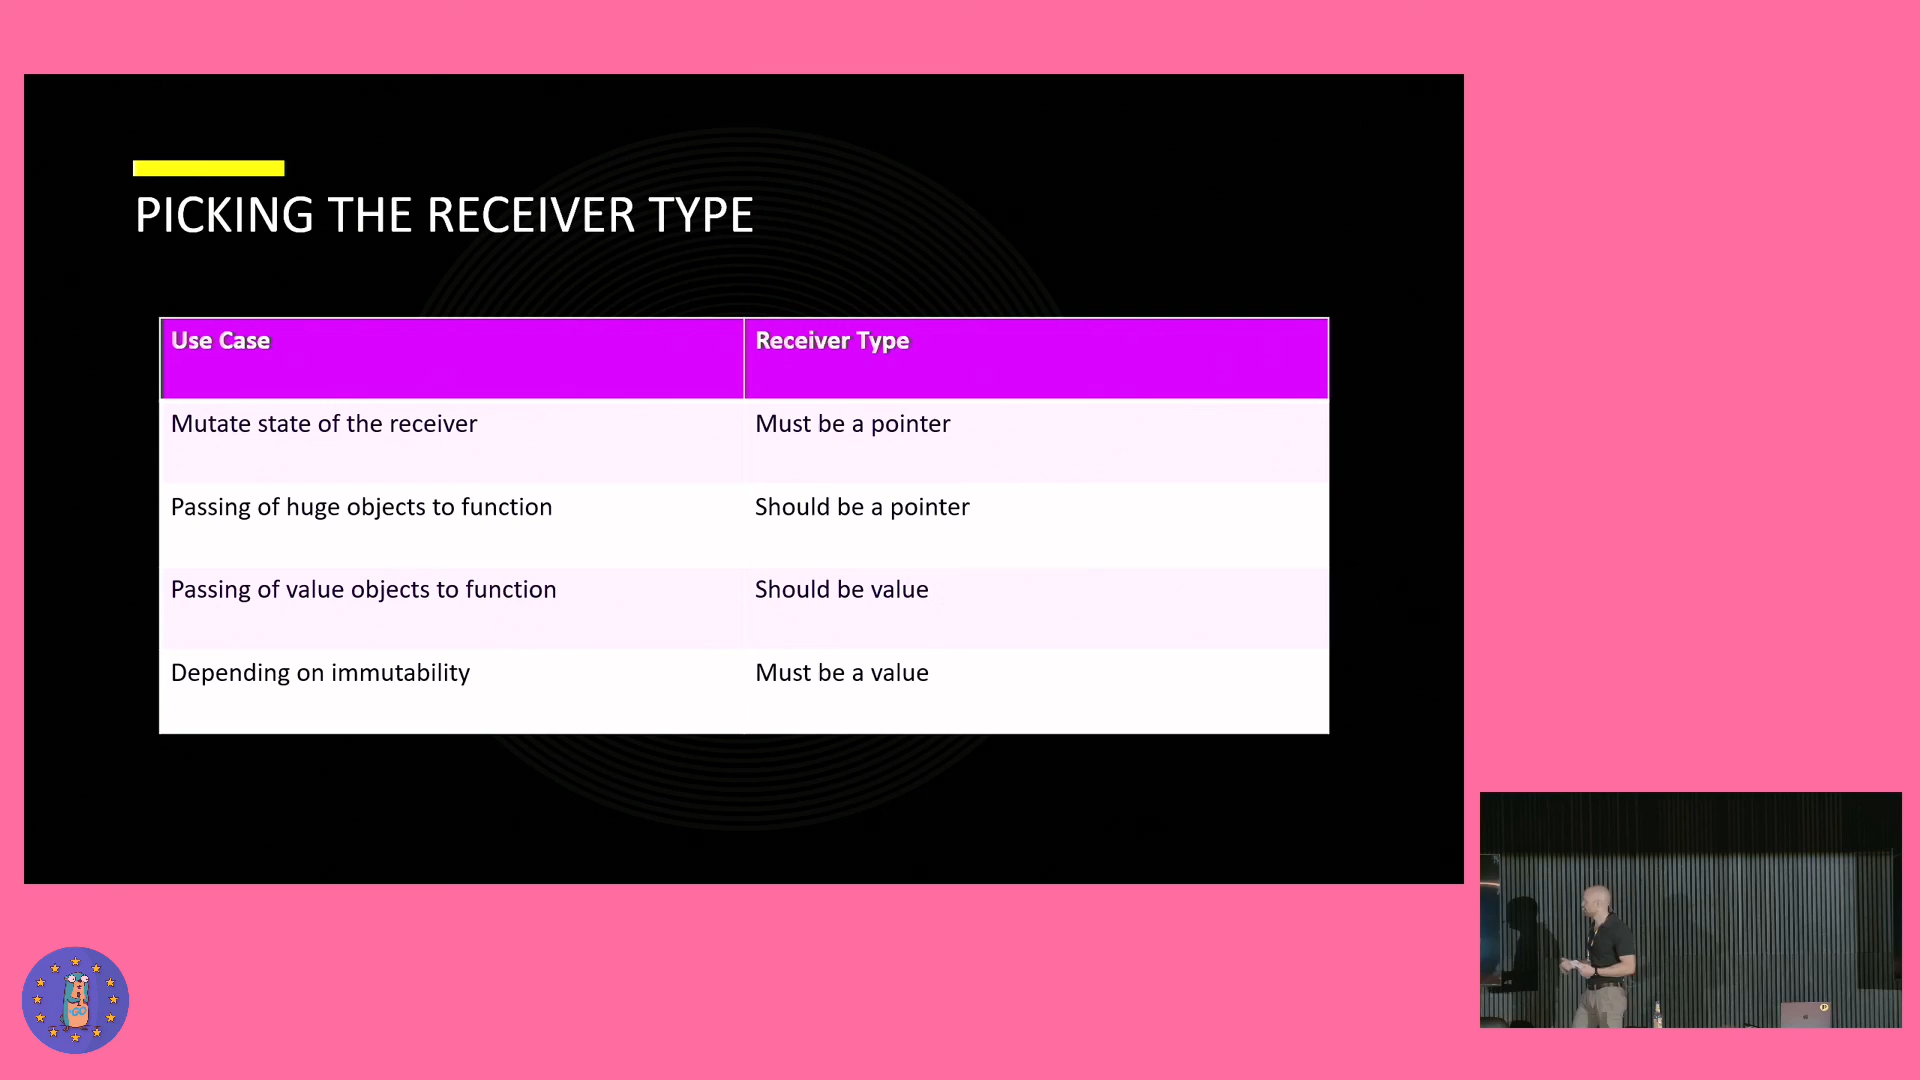 PICKING THE RECEIVER TYPE
Use Case Receiver Type
Mutate state of the receiver Must be a pointer
Passing of huge objects to function Should be a pointer
Passing of value objects to function Should be value
Depending on immutability Must be a value
GO